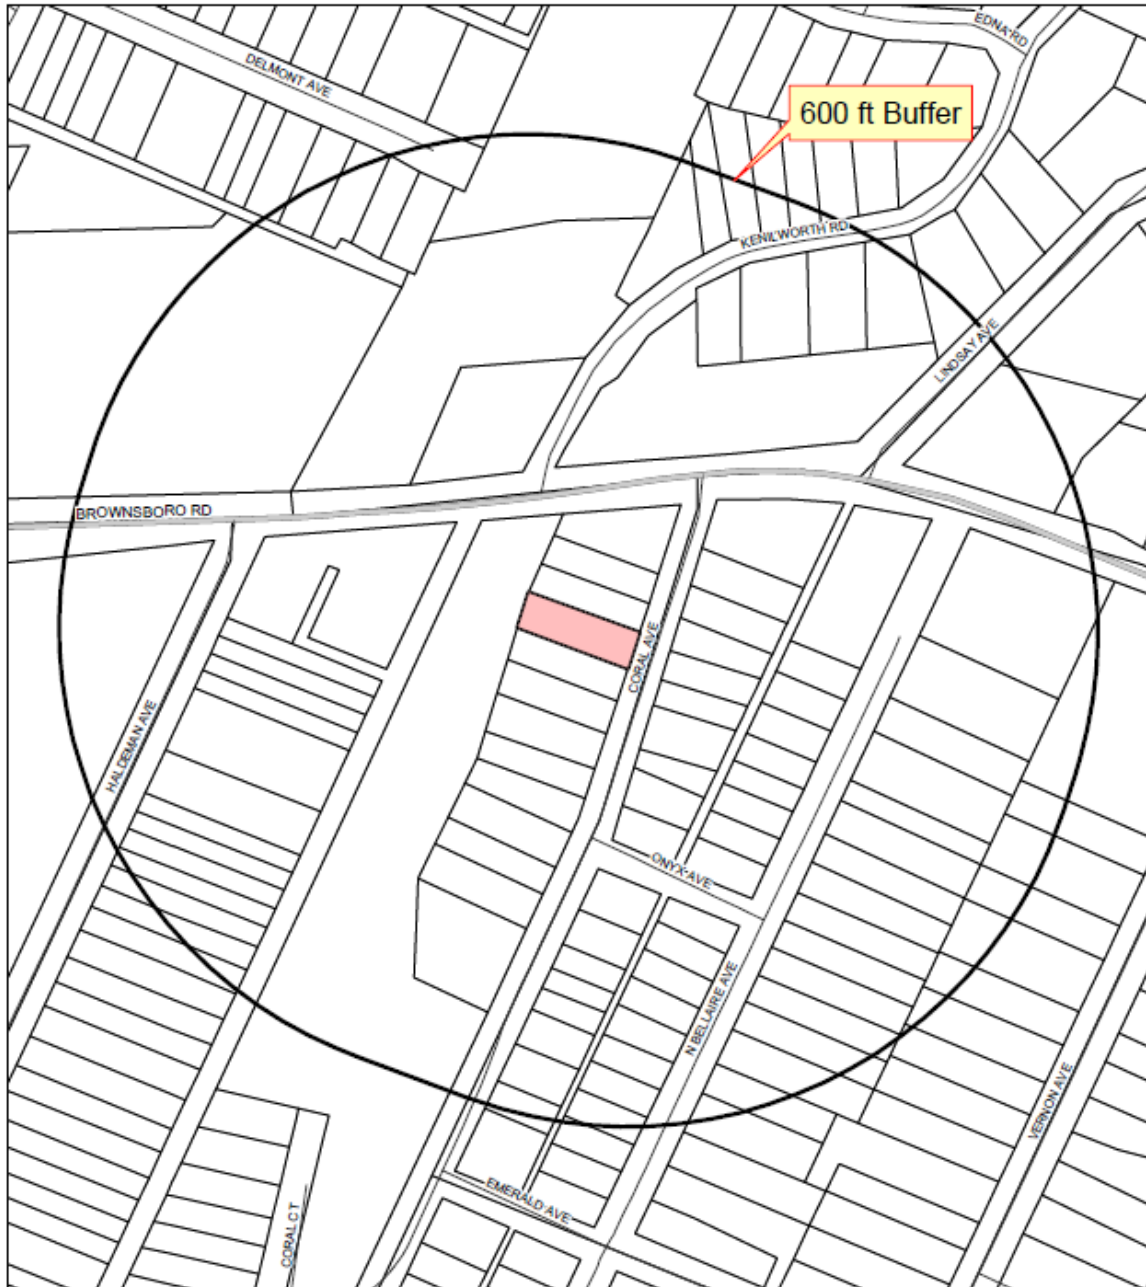 EDNA RD
DELMONT AVE
600 ft Buffer
KENILWORTH RD
LINDSAY AVE
BROWNSBORO RD
CORAL AVE
HALDEMAN AVE
ONYX AVE
N BELLAIRE AVE
VERNON AVE
EMERALD AVE
CORAL CT